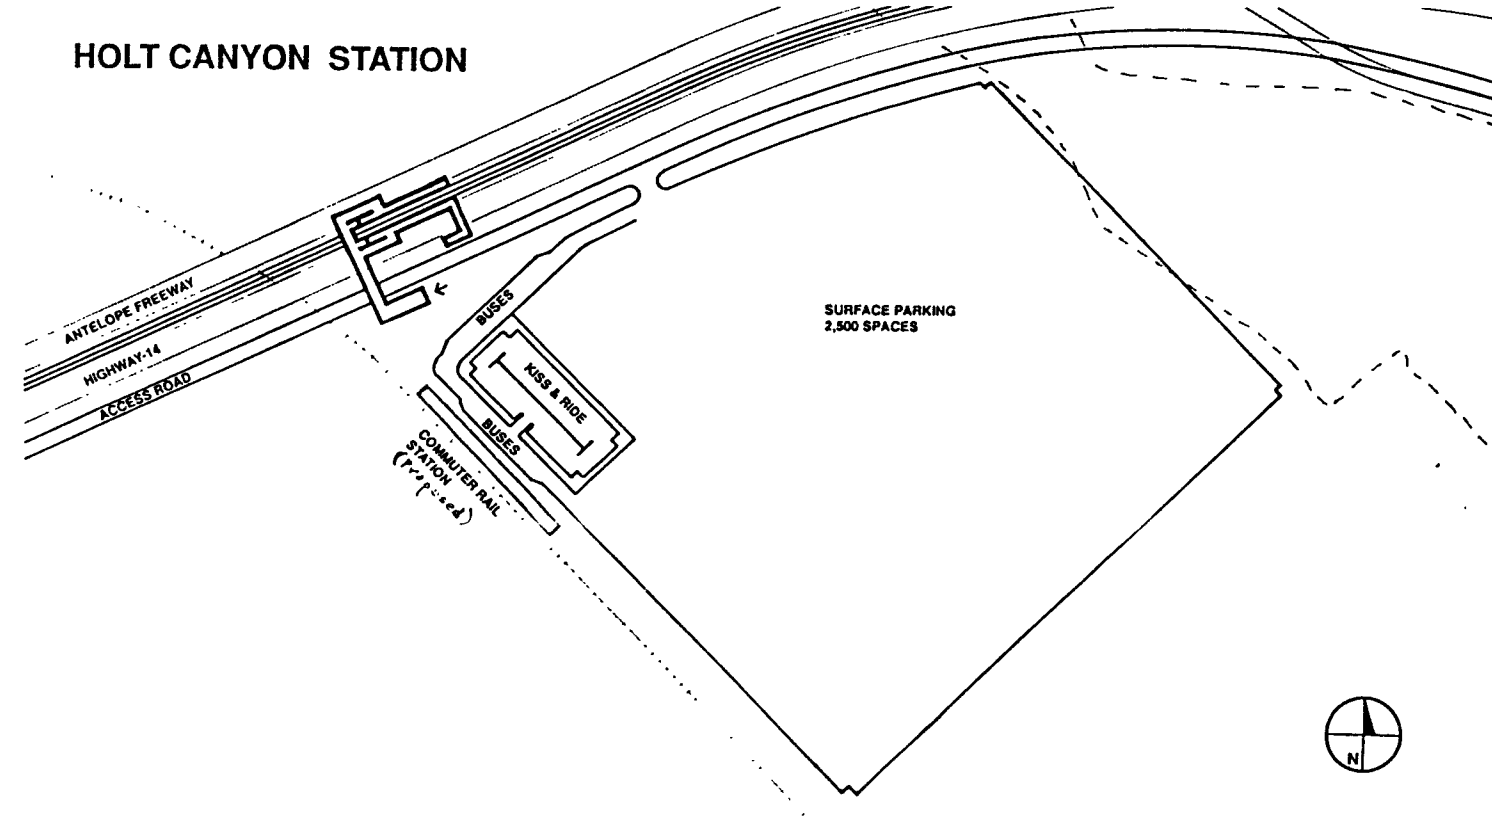 HOLT CANYON STATION
ANTELOPE FREEWAY
HIGHWAY-14
ACCESS ROAD
BUSES
KISS & RIDE
BUSES
COMMUTER RAIL
STATION
(Proposed)
SURFACE PARKING
2,500 SPACES
N